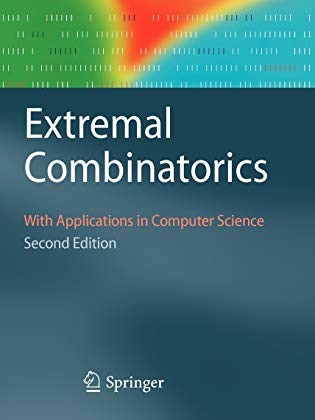 Extremal
Combinatorics
With Applications in Computer Science
Second Edition
Springer